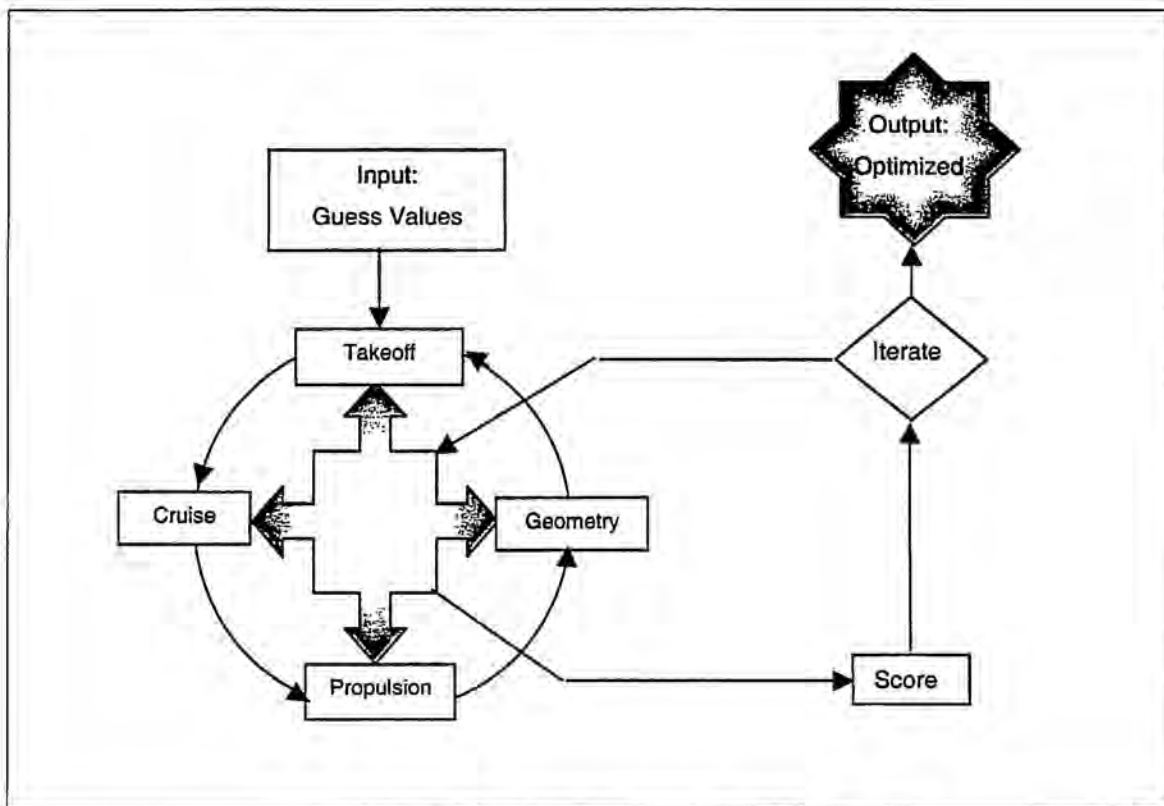 Input:
Guess Values
Output:
Optimized
Takeoff
Iterate
Cruise
Geometry
Propulsion
Score